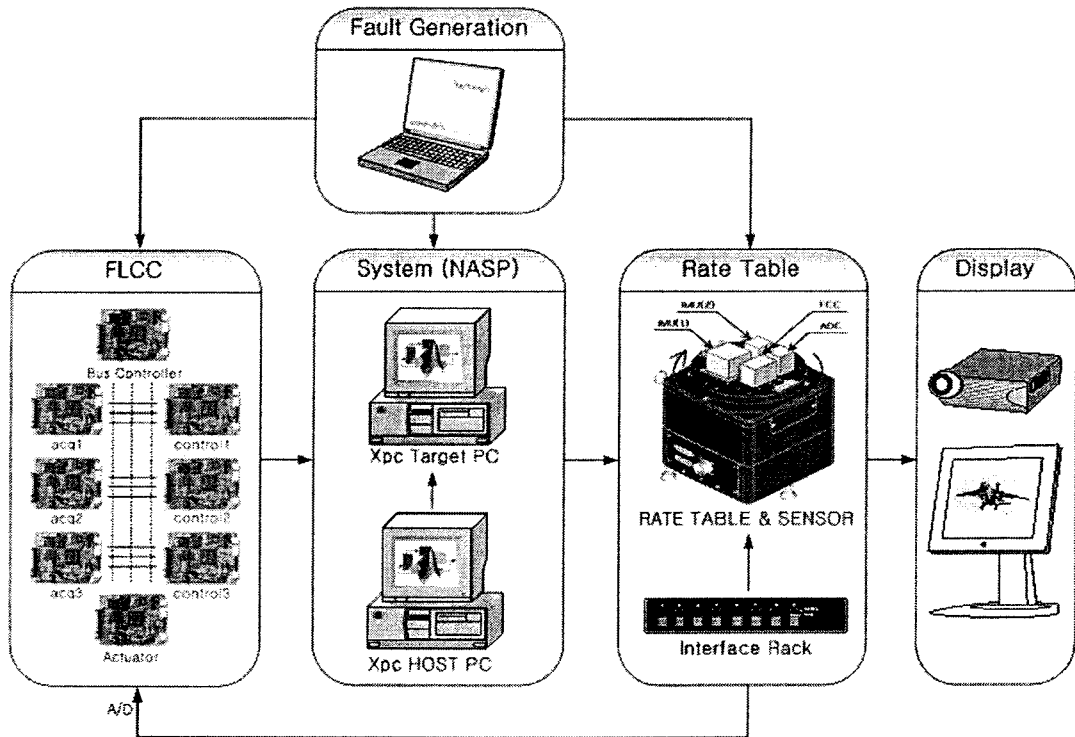 Fault Generation
FLCC
Bus Controller
acq1
control1
acq2
control2
acq3
control3
Actuator
A/D
System (NASP)
Xpc Target PC
Xpc HOST PC
Rate Table
IMU(1)
IMU(2)
FCC
ADC
RATE TABLE & SENSOR
Interface Rack
Display